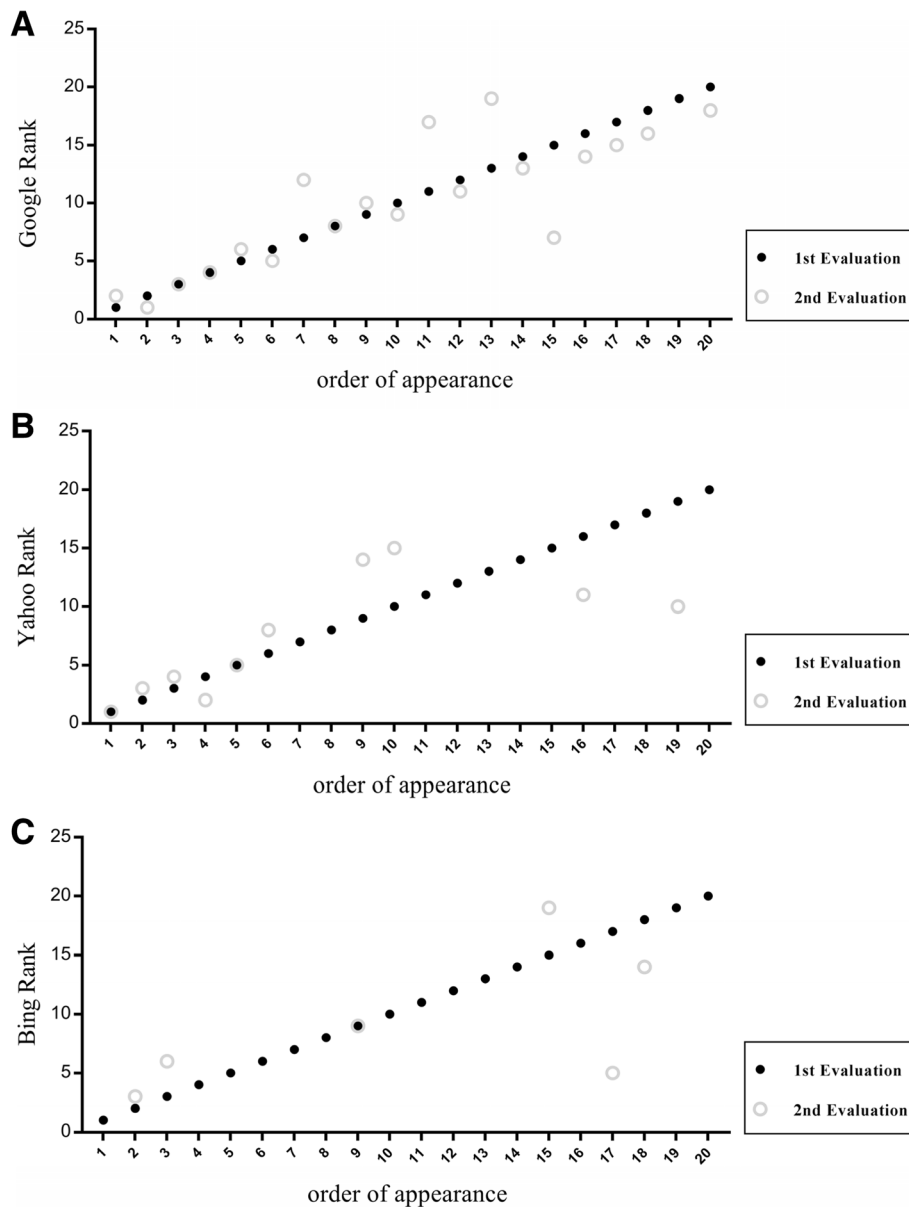 A
25
20
15
10
5
0
Google Rank
1 2 3 4 5 6 7 8 9 10 11 12 13 14 15 16 17 18 19 20
order of appearance
1st Evaluation
2nd Evaluation
B
25
20
15
10
5
0
Yahoo Rank
1 2 3 4 5 6 7 8 9 10 11 12 13 14 15 16 17 18 19 20
order of appearance
1st Evaluation
2nd Evaluation
C
25
20
15
10
5
0
Bing Rank
1 2 3 4 5 6 7 8 9 10 11 12 13 14 15 16 17 18 19 20
order of appearance
1st Evaluation
2nd Evaluation